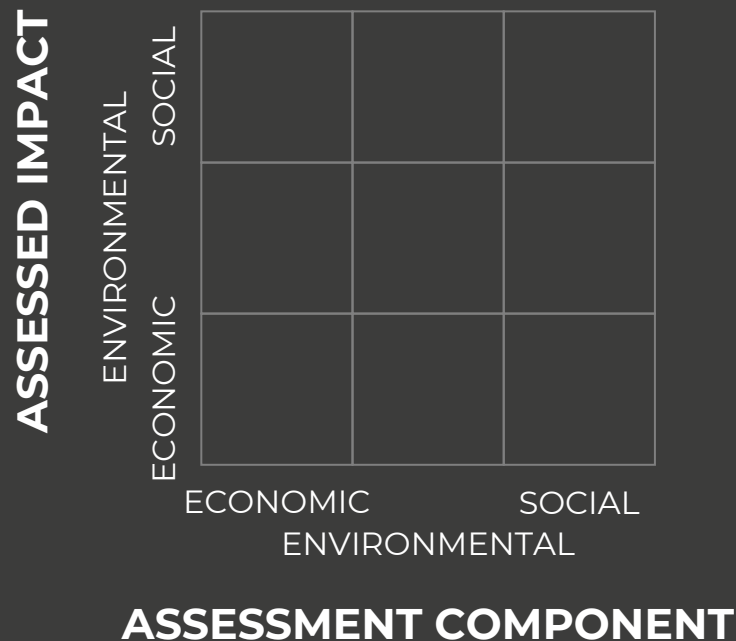 ASSESSED IMPACT
ENVIRONMENTAL
SOCIAL
ECONOMIC
ECONOMIC
SOCIAL
ENVIRONMENTAL
ASSESSMENT COMPONENT